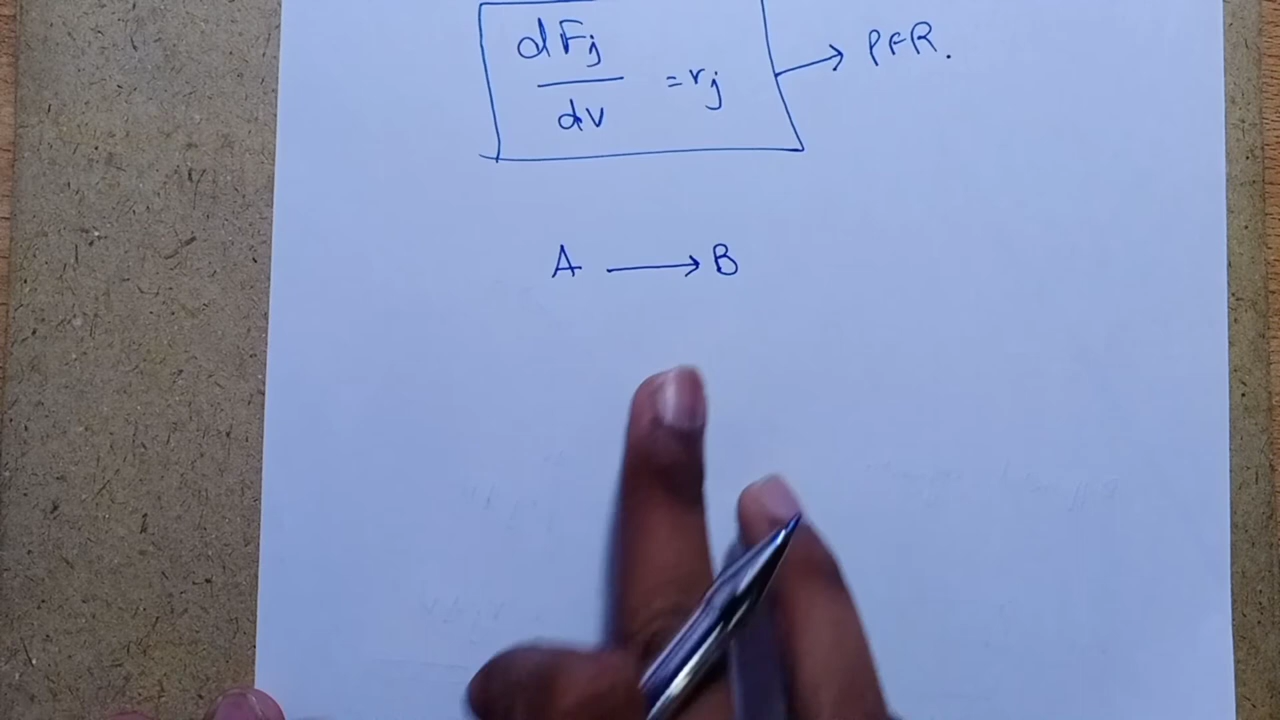 dFj/dv = rj → PFR.
A → B